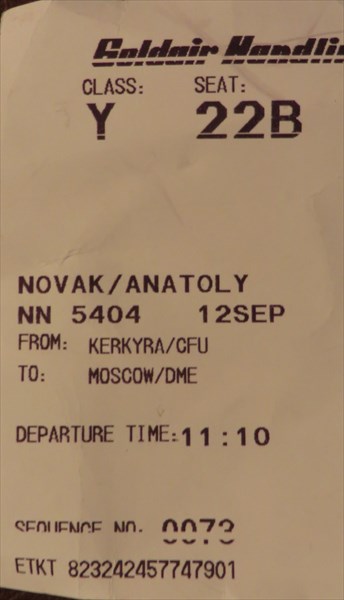 Goldair Handlin
CLASS: SEAT:
Y 22B
NOVAK/ANATOLY
NN 5404 12SEP
FROM: KERKYRA/CFU
TO: MOSCOW/DME
DEPARTURE TIME:11:10
SEQUENCE NO. 0073
ETKT 823242457747901